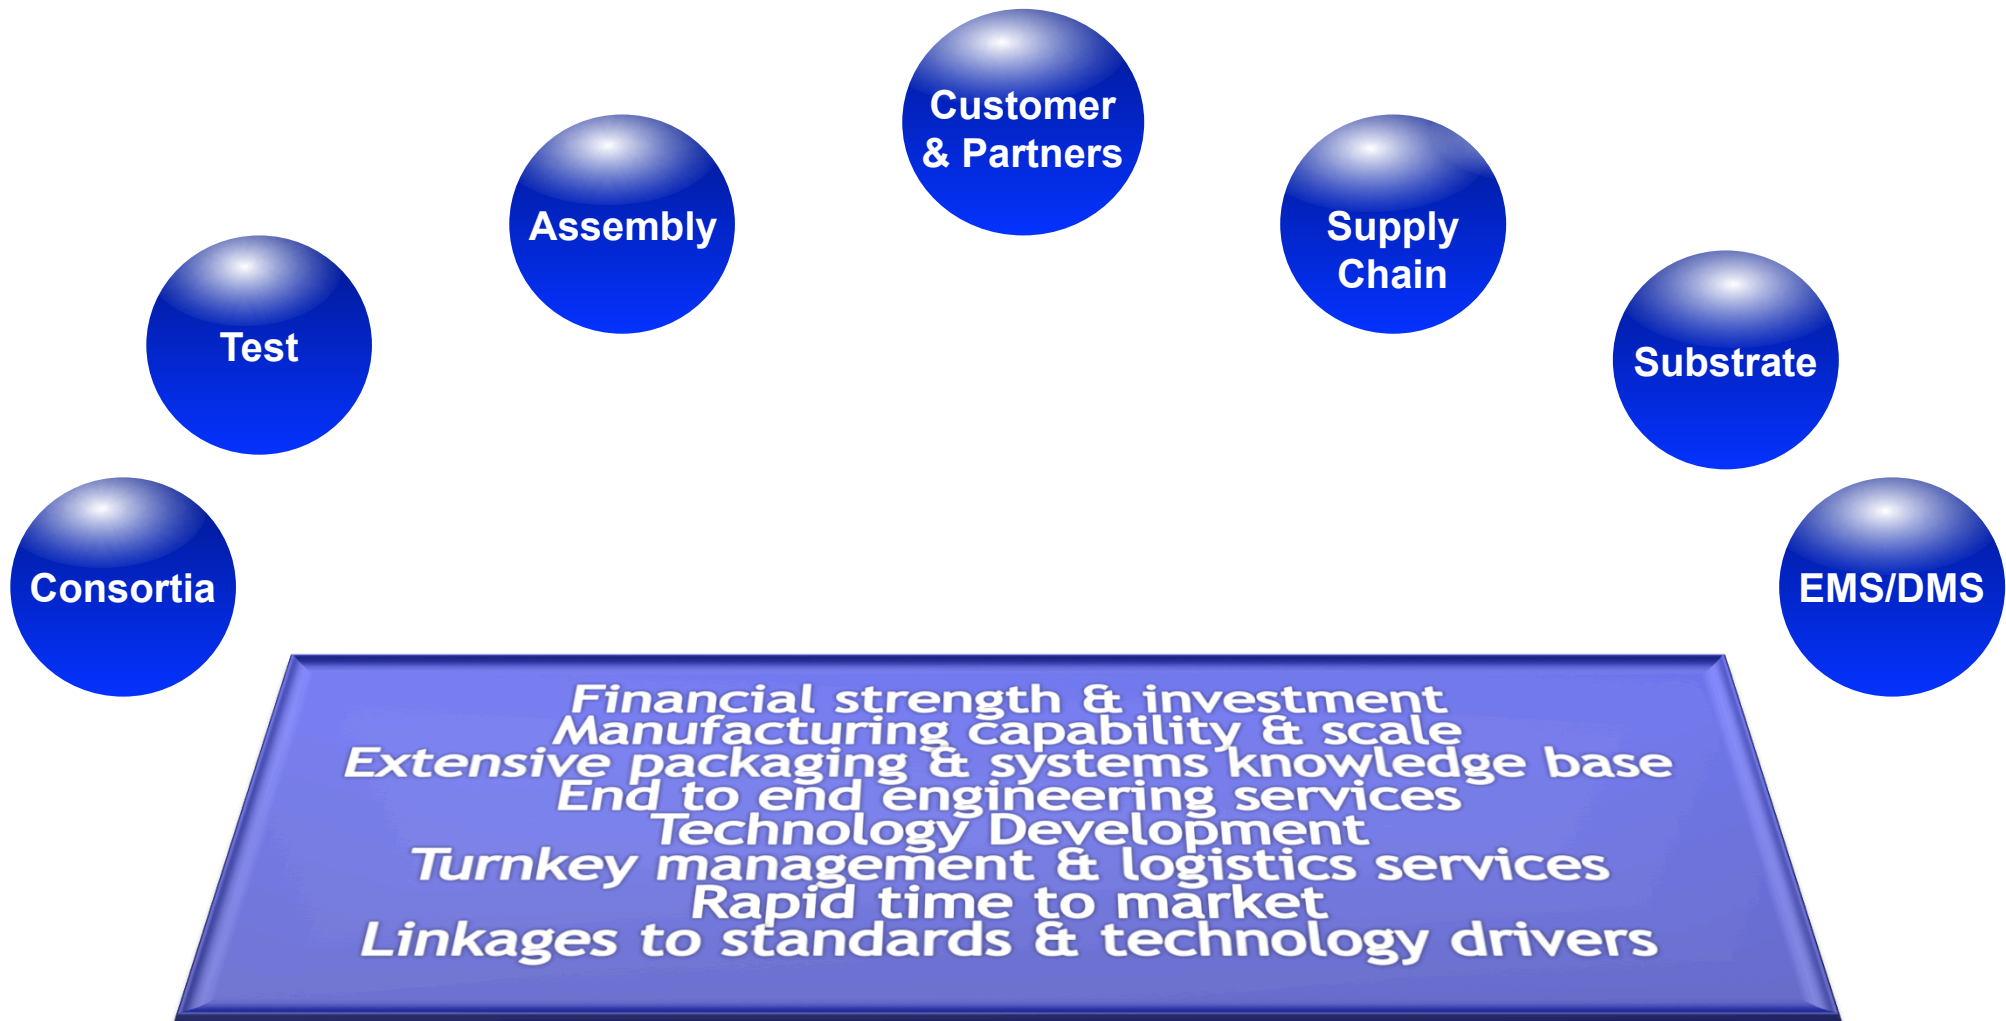 Customer
& Partners
Assembly
Supply
Chain
Test
Substrate
Consortia
EMS/DMS
Financial strength & investment
Manufacturing capability & scale
Extensive packaging & systems knowledge base
End to end engineering services
Technology Development
Turnkey management & logistics services
Rapid time to market
Linkages to standards & technology drivers